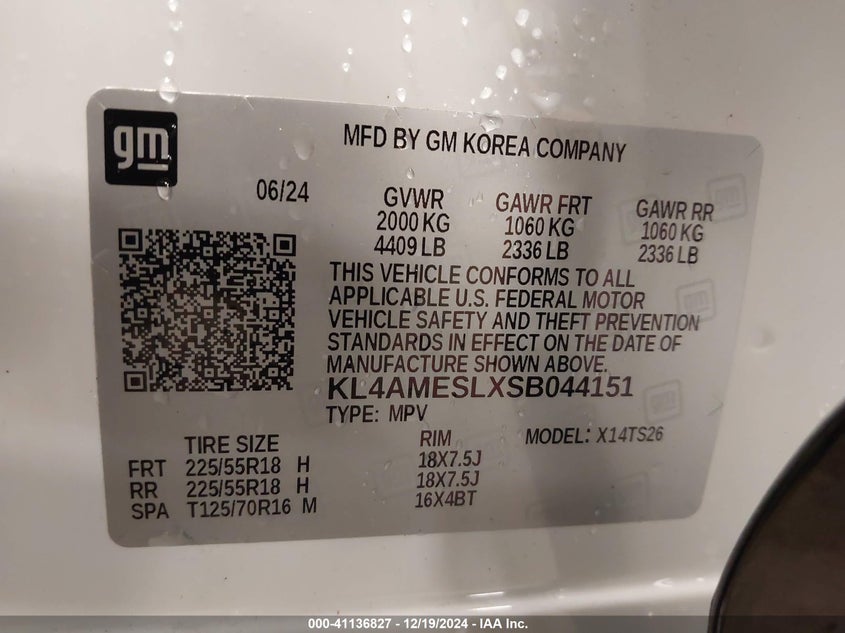 gm
MFD BY GM KOREA COMPANY
06/24
GVWR
2000 KG
4409 LB
GAWR FRT
1060 KG
2336 LB
GAWR RR
1060 KG
2336 LB
THIS VEHICLE CONFORMS TO ALL
APPLICABLE U.S. FEDERAL MOTOR
VEHICLE SAFETY AND THEFT PREVENTION
STANDARDS IN EFFECT ON THE DATE OF
MANUFACTURE SHOWN ABOVE.
KL4AMESLXSB044151
TYPE: MPV
MODEL: X14TS26
TIRE SIZE
RIM
FRT 225/55R18 H 18X7.5J
RR 225/55R18 H 18X7.5J
SPA T125/70R16 M 16X4BT
000-41136827 - 12/19/2024 - IAA Inc.